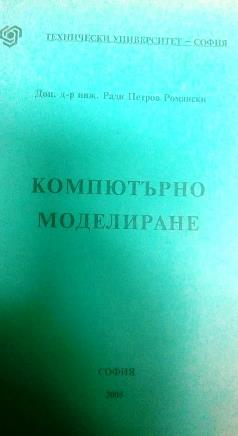 ТЕХНИЧЕСКИ УНИВЕРСИТЕТ – СОФИЯ
Доц. д-р инж. Ради Петров Романски
КОМПЮТЪРНО
МОДЕЛИРАНЕ
СОФИЯ